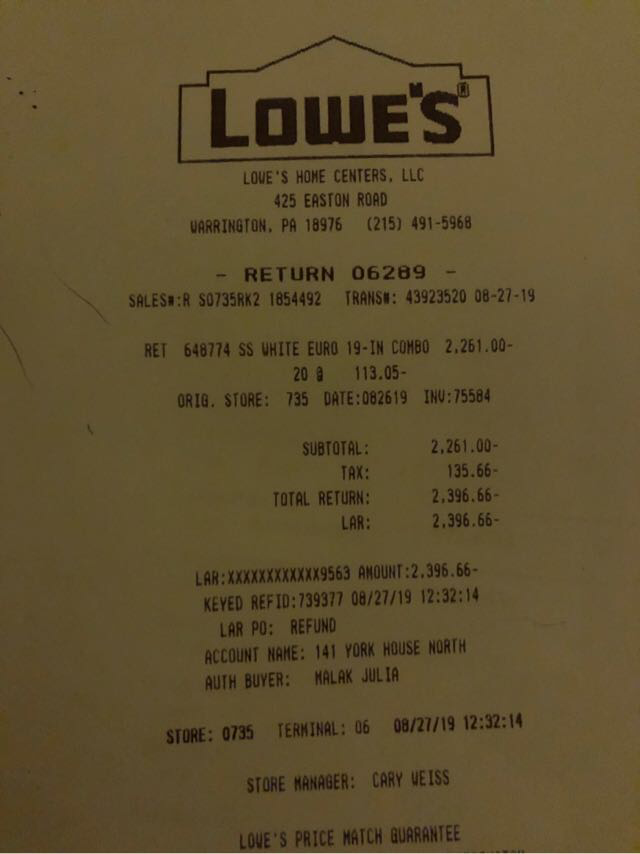 LOWE'S®
LOWE'S HOME CENTERS, LLC
425 EASTON ROAD
WARRINGTON, PA 18976 (215) 491-5968
- RETURN 06289 -
SALES#:R S0735RK2 1854492 TRANS#: 43923520 08-27-19
RET 648774 SS WHITE EURO 19-IN COMBO 2,261.00-
20 @ 113.05-
ORIG. STORE: 735 DATE:082619 INV:75584
SUBTOTAL: 2,261.00-
TAX: 135.66-
TOTAL RETURN: 2,396.66-
LAR: 2,396.66-
LAR:XXXXXXXXXXXX9563 AMOUNT:2,396.66-
KEYED REFID:739377 08/27/19 12:32:14
LAR PO: REFUND
ACCOUNT NAME: 141 YORK HOUSE NORTH
AUTH BUYER: MALAK JULIA
STORE: 0735 TERMINAL: 06 08/27/19 12:32:14
STORE MANAGER: CARY WEISS
LOWE'S PRICE MATCH GUARANTEE